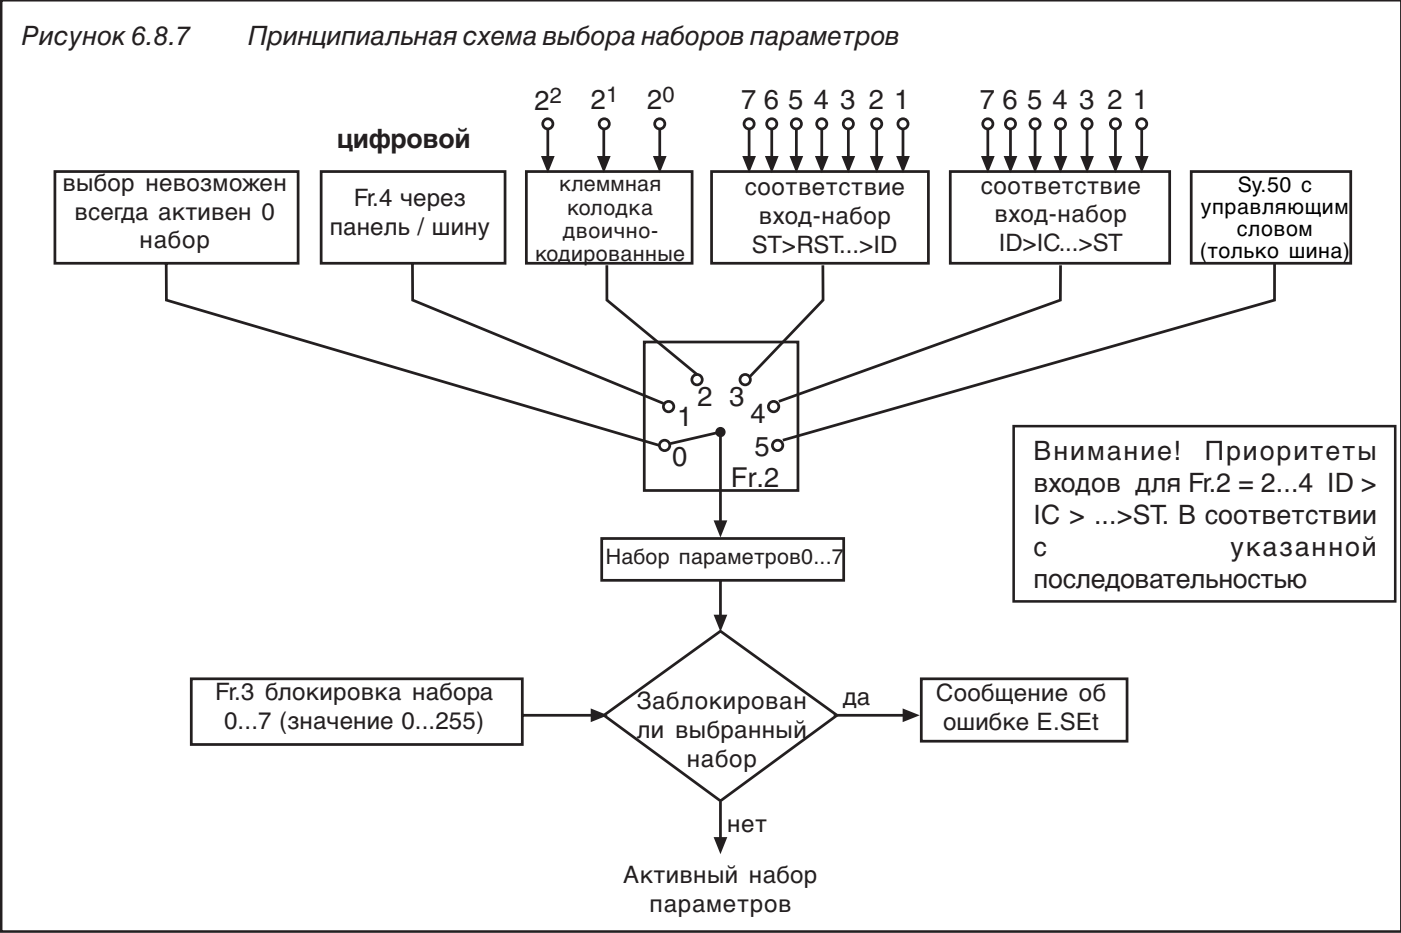 Рисунок 6.8.7 Принципиальная схема выбора наборов параметров
2² 2¹ 2⁰
7 6 5 4 3 2 1
7 6 5 4 3 2 1
цифровой
выбор невозможен
всегда активен 0
набор
Fr.4 через
панель / шину
клеммная
колодка
двоично-
кодированные
соответствие
вход-набор
ST>RST...>ID
соответствие
вход-набор
ID>IC...>ST
Sy.50 с
управляющим
словом
(только шина)
2 3
1 4
0 5
Fr.2
Внимание! Приоритеты
входов для Fr.2 = 2...4 ID >
IC > ...>ST. В соответствии
с указанной
последовательностью
Набор параметров0...7
Fr.3 блокировка набора
0...7 (значение 0...255)
Заблокирован
ли выбранный
набор
да
Сообщение об
ошибке E.SEt
нет
Активный набор
параметров